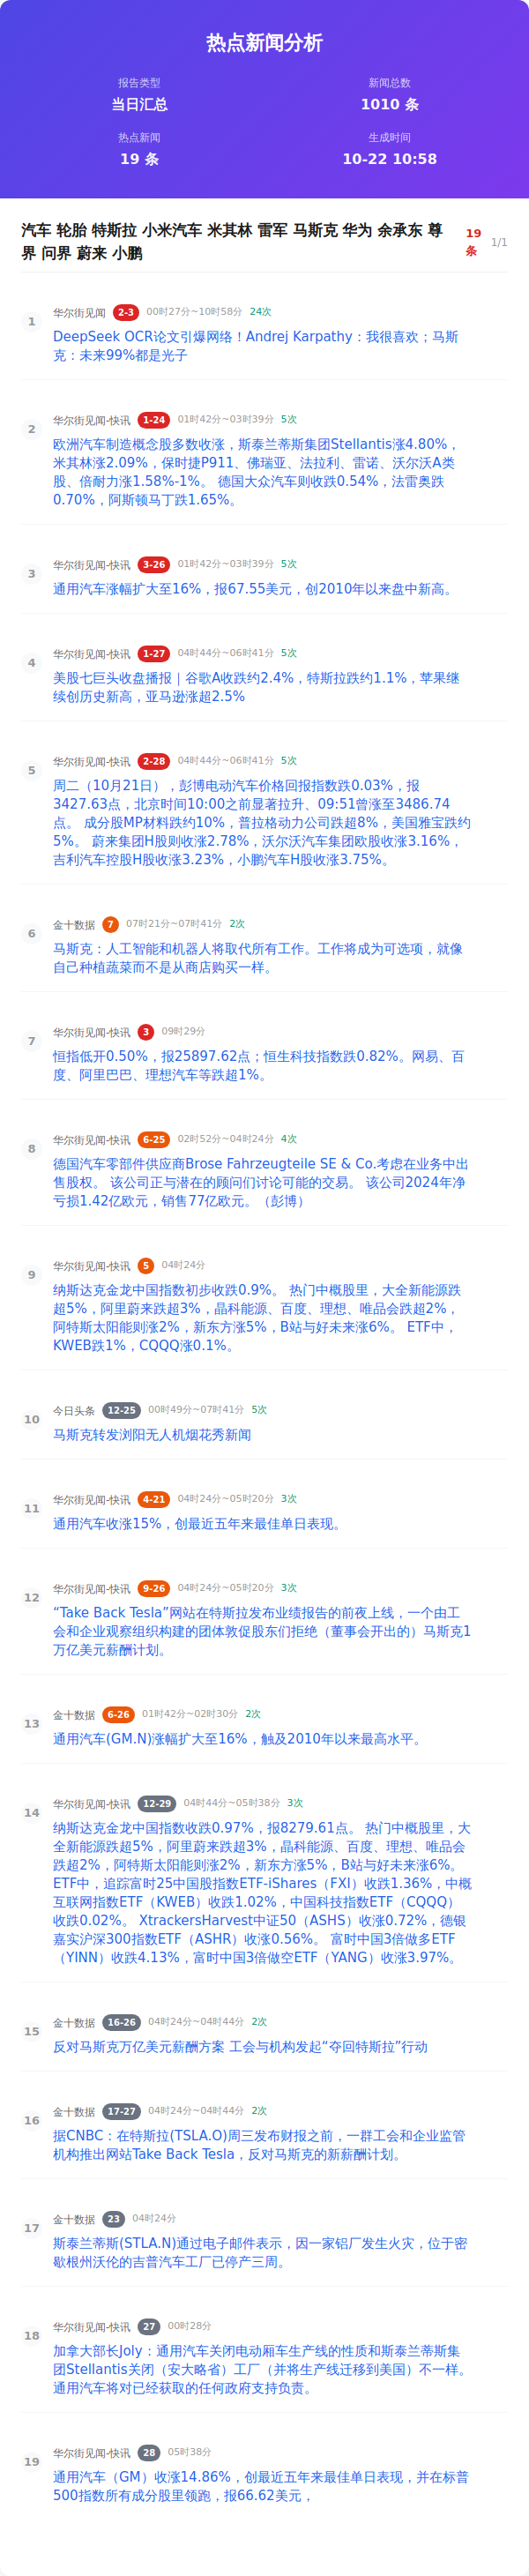 热点新闻分析
报告类型
当日汇总
新闻总数
1010 条
热点新闻
19 条
生成时间
10-22 10:58
汽车 轮胎 特斯拉 小米汽车 米其林 雷军 马斯克 华为 余承东 尊
界 问界 蔚来 小鹏
19
条
1/1
1
华尔街见闻 2-3 00时27分~10时58分 24次
DeepSeek OCR论文引爆网络！Andrej Karpathy：我很喜欢；马斯
克：未来99%都是光子
2
华尔街见闻-快讯 1-24 01时42分~03时39分 5次
欧洲汽车制造概念股多数收涨，斯泰兰蒂斯集团Stellantis涨4.80%，
米其林涨2.09%，保时捷P911、佛瑞亚、法拉利、雷诺、沃尔沃A类
股、倍耐力涨1.58%-1%。 德国大众汽车则收跌0.54%，法雷奥跌
0.70%，阿斯顿马丁跌1.65%。
3
华尔街见闻-快讯 3-26 01时42分~03时39分 5次
通用汽车涨幅扩大至16%，报67.55美元，创2010年以来盘中新高。
4
华尔街见闻-快讯 1-27 04时44分~06时41分 5次
美股七巨头收盘播报｜谷歌A收跌约2.4%，特斯拉跌约1.1%，苹果继
续创历史新高，亚马逊涨超2.5%
5
华尔街见闻-快讯 2-28 04时44分~06时41分 5次
周二（10月21日），彭博电动汽车价格回报指数跌0.03%，报
3427.63点，北京时间10:00之前显著拉升、09:51曾涨至3486.74
点。 成分股MP材料跌约10%，普拉格动力公司跌超8%，美国雅宝跌约
5%。 蔚来集团H股则收涨2.78%，沃尔沃汽车集团欧股收涨3.16%，
吉利汽车控股H股收涨3.23%，小鹏汽车H股收涨3.75%。
6
金十数据 7 07时21分~07时41分 2次
马斯克：人工智能和机器人将取代所有工作。工作将成为可选项，就像
自己种植蔬菜而不是从商店购买一样。
7
华尔街见闻-快讯 3 09时29分
恒指低开0.50%，报25897.62点；恒生科技指数跌0.82%。网易、百
度、阿里巴巴、理想汽车等跌超1%。
8
华尔街见闻-快讯 6-25 02时52分~04时24分 4次
德国汽车零部件供应商Brose Fahrzeugteile SE & Co.考虑在业务中出
售股权。 该公司正与潜在的顾问们讨论可能的交易。 该公司2024年净
亏损1.42亿欧元，销售77亿欧元。（彭博）
9
华尔街见闻-快讯 5 04时24分
纳斯达克金龙中国指数初步收跌0.9%。 热门中概股里，大全新能源跌
超5%，阿里蔚来跌超3%，晶科能源、百度、理想、唯品会跌超2%，
阿特斯太阳能则涨2%，新东方涨5%，B站与好未来涨6%。 ETF中，
KWEB跌1%，CQQQ涨0.1%。
10
今日头条 12-25 00时49分~07时41分 5次
马斯克转发浏阳无人机烟花秀新闻
11
华尔街见闻-快讯 4-21 04时24分~05时20分 3次
通用汽车收涨15%，创最近五年来最佳单日表现。
12
华尔街见闻-快讯 9-26 04时24分~05时20分 3次
“Take Back Tesla”网站在特斯拉发布业绩报告的前夜上线，一个由工
会和企业观察组织构建的团体敦促股东们拒绝（董事会开出的）马斯克1
万亿美元薪酬计划。
13
金十数据 6-26 01时42分~02时30分 2次
通用汽车(GM.N)涨幅扩大至16%，触及2010年以来最高水平。
14
华尔街见闻-快讯 12-29 04时44分~05时38分 3次
纳斯达克金龙中国指数收跌0.97%，报8279.61点。 热门中概股里，大
全新能源跌超5%，阿里蔚来跌超3%，晶科能源、百度、理想、唯品会
跌超2%，阿特斯太阳能则涨2%，新东方涨5%，B站与好未来涨6%。
ETF中，追踪富时25中国股指数ETF-iShares（FXI）收跌1.36%，中概
互联网指数ETF（KWEB）收跌1.02%，中国科技指数ETF（CQQQ）
收跌0.02%。 XtrackersHarvest中证50（ASHS）收涨0.72%，德银
嘉实沪深300指数ETF（ASHR）收涨0.56%。 富时中国3倍做多ETF
（YINN）收跌4.13%，富时中国3倍做空ETF（YANG）收涨3.97%。
15
金十数据 16-26 04时24分~04时44分 2次
反对马斯克万亿美元薪酬方案 工会与机构发起“夺回特斯拉”行动
16
金十数据 17-27 04时24分~04时44分 2次
据CNBC：在特斯拉(TSLA.O)周三发布财报之前，一群工会和企业监管
机构推出网站Take Back Tesla，反对马斯克的新薪酬计划。
17
金十数据 23 04时24分
斯泰兰蒂斯(STLA.N)通过电子邮件表示，因一家铝厂发生火灾，位于密
歇根州沃伦的吉普汽车工厂已停产三周。
18
华尔街见闻-快讯 27 00时28分
加拿大部长Joly：通用汽车关闭电动厢车生产线的性质和斯泰兰蒂斯集
团Stellantis关闭（安大略省）工厂（并将生产线迁移到美国）不一样。
通用汽车将对已经获取的任何政府支持负责。
19
华尔街见闻-快讯 28 05时38分
通用汽车（GM）收涨14.86%，创最近五年来最佳单日表现，并在标普
500指数所有成分股里领跑，报66.62美元，